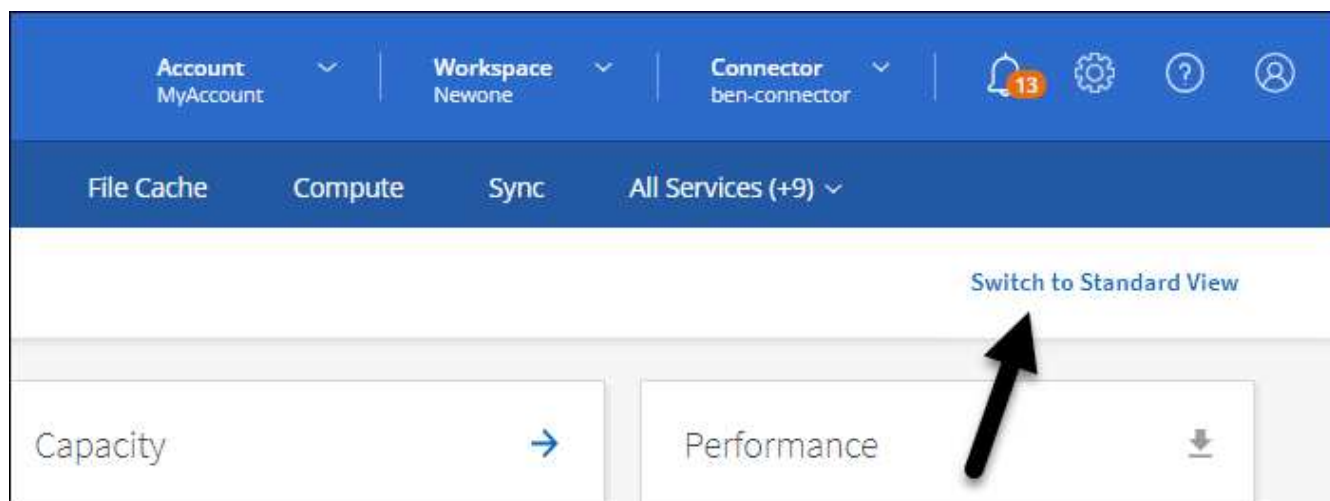 Account Workspace Connector
MyAccount Newone ben-connector
13
File Cache Compute Sync All Services (+9)
Switch to Standard View
Capacity Performance